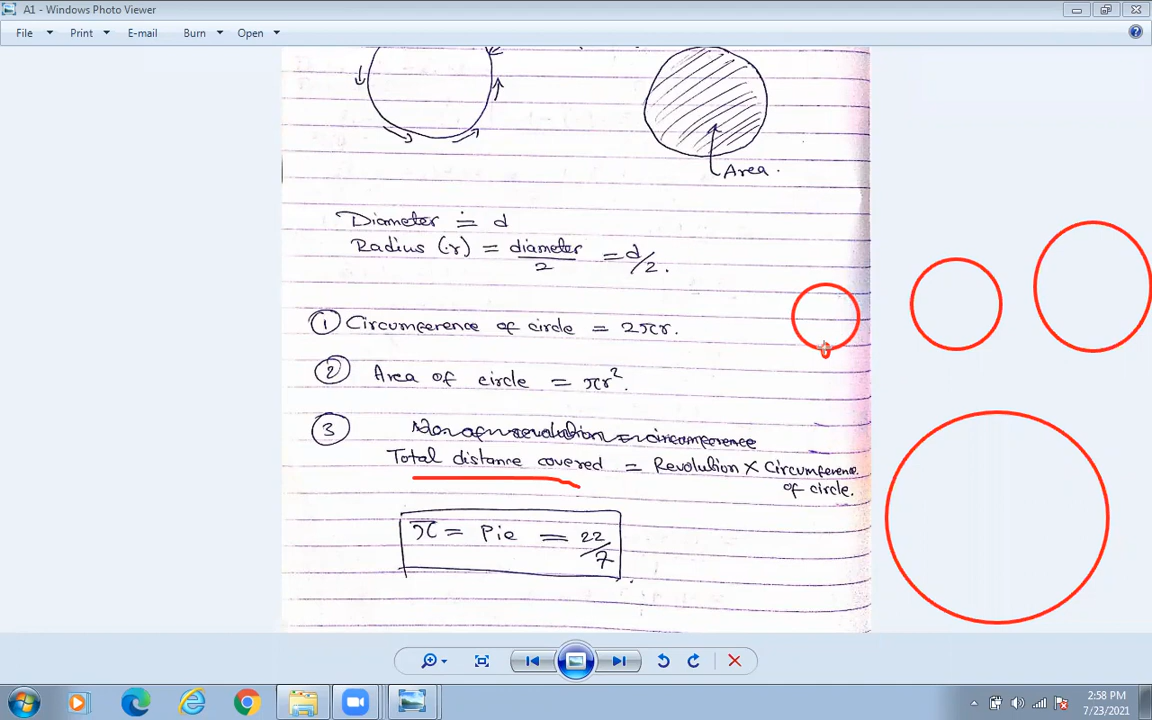 A1 - Windows Photo Viewer
File Print E-mail Burn Open
Area.
Diameter = d
Radius (r) = diameter/2 = d/2.
① Circumference of circle = 2πr.
② Area of circle = πr².
③
Total distance covered = Revolution × Circumference
of circle.
π = Pie = 22/7
2:58 PM
7/23/2021